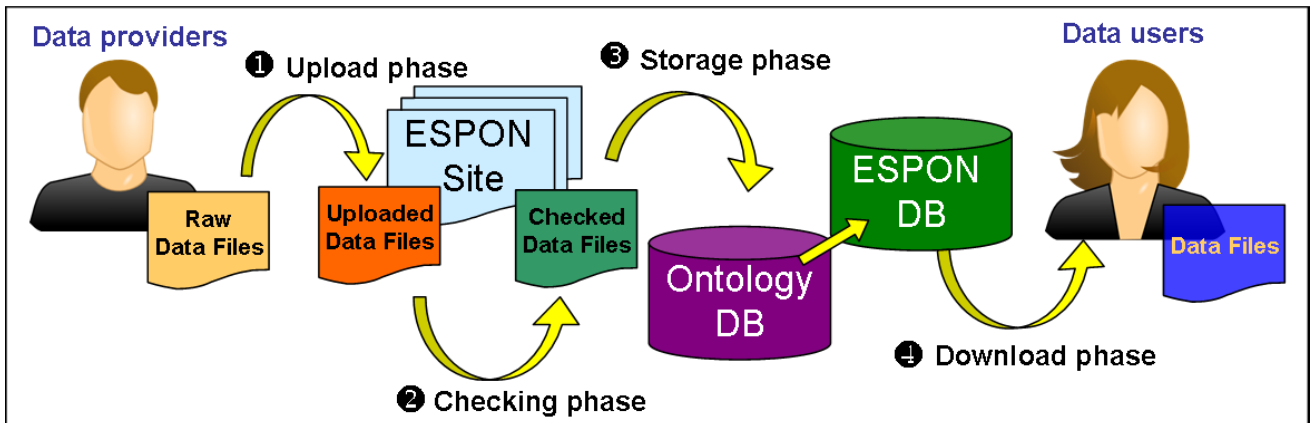 Data providers
❶ Upload phase
❸ Storage phase
Data users
ESPON
Site
Raw
Data Files
Uploaded
Data Files
Checked
Data Files
Ontology
DB
ESPON
DB
Data Files
❷ Checking phase
❹ Download phase